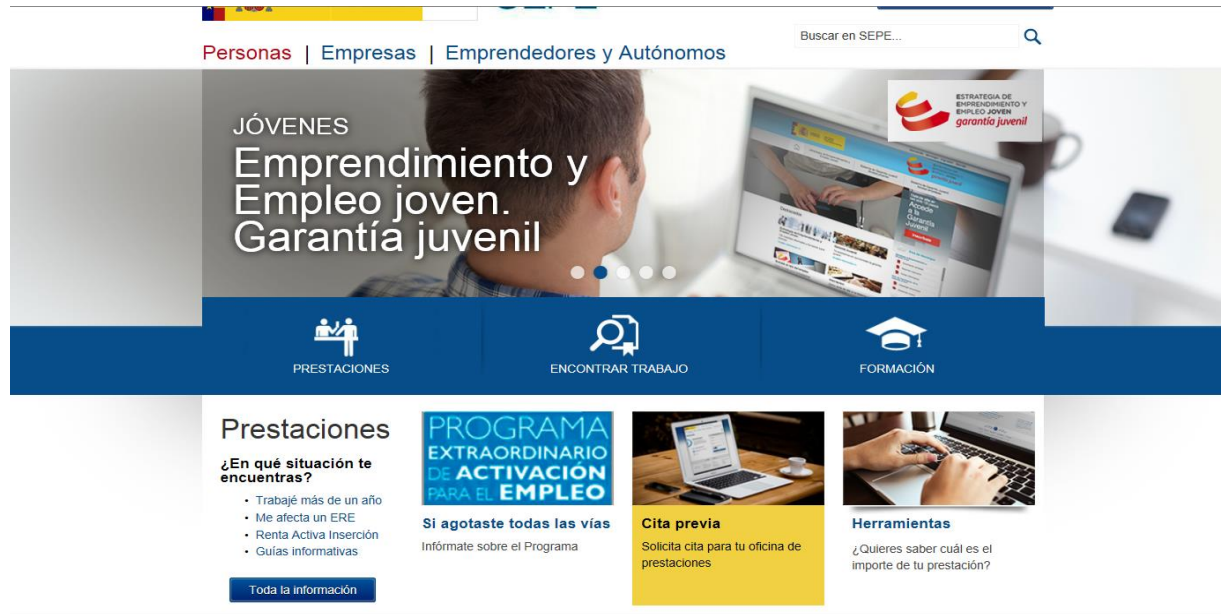 Buscar en SEPE...
Personas | Empresas | Emprendedores y Autónomos
ESTRATEGIA DE
EMPRENDIMIENTO Y
EMPLEO JOVEN
garantía juvenil
JÓVENES
Emprendimiento y
Empleo joven.
Garantía juvenil
Accede
a la
Garantía
Juvenil
PRESTACIONES
ENCONTRAR TRABAJO
FORMACIÓN
Prestaciones
¿En qué situación te
encuentras?
• Trabajé más de un año
• Me afecta un ERE
• Renta Activa Inserción
• Guías informativas
Toda la información
PROGRAMA
EXTRAORDINARIO
DE ACTIVACIÓN
PARA EL EMPLEO
Si agotaste todas las vías
Infórmate sobre el Programa
Cita previa
Solicita cita para tu oficina de
prestaciones
Herramientas
¿Quieres saber cuál es el
importe de tu prestación?